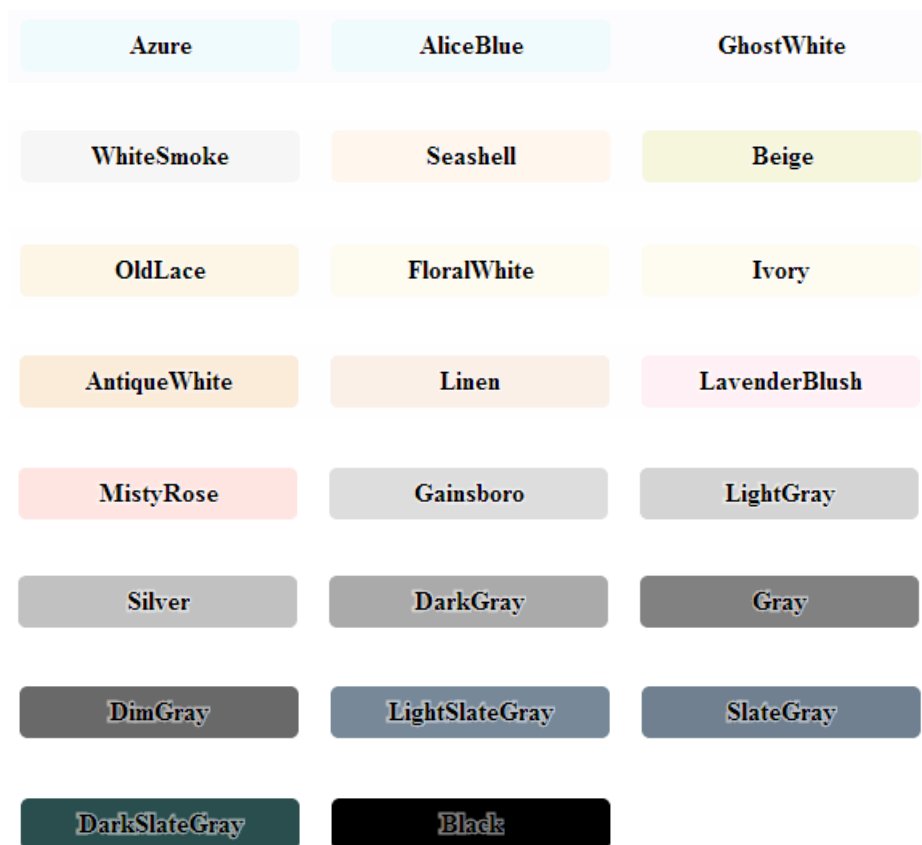 Azure AliceBlue GhostWhite
WhiteSmoke Seashell Beige
OldLace FloralWhite Ivory
AntiqueWhite Linen LavenderBlush
MistyRose Gainsboro LightGray
Silver DarkGray Gray
DimGray LightSlateGray SlateGray
DarkSlateGray Black